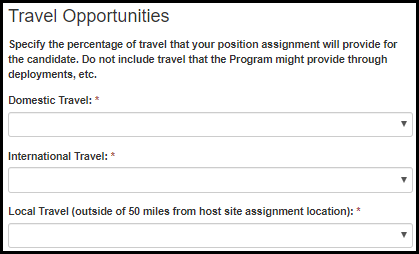 Travel Opportunities
Specify the percentage of travel that your position assignment will provide for
the candidate. Do not include travel that the Program might provide through
deployments, etc.
Domestic Travel: *
International Travel: *
Local Travel (outside of 50 miles from host site assignment location): *